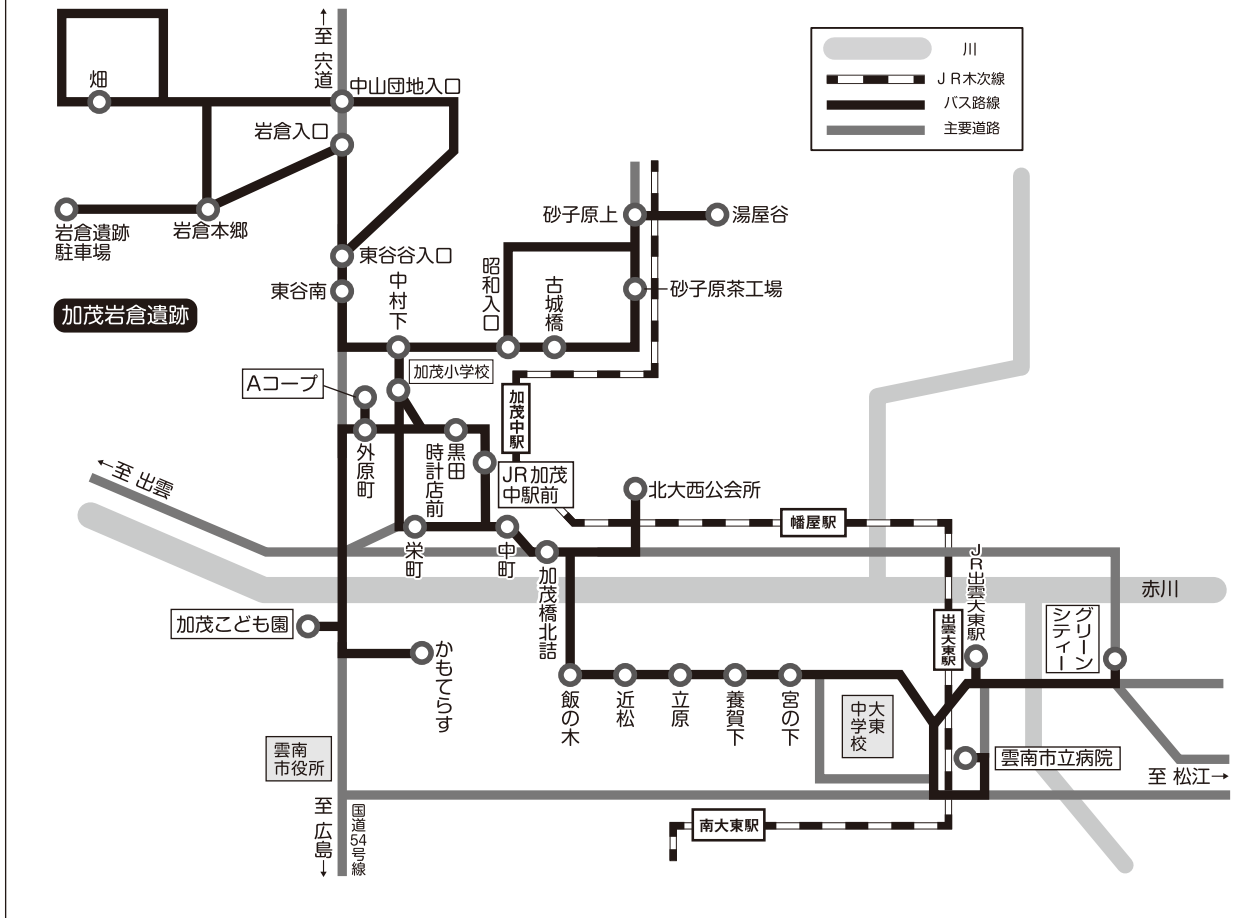 川
ＪＲ木次線
バス路線
主要道路
←至 宍道
畑
中山団地入口
岩倉入口
岩倉遺跡
駐車場
岩倉本郷
東谷谷入口
東谷南
加茂岩倉遺跡
砂子原上
湯屋谷
砂子原茶工場
昭和入口
古城橋
中村下
加茂小学校
Aコープ
加茂中駅
外原町
黒田
時計店前
JR加茂
中駅前
北大西公会所
←至 出雲
栄町
中町
加茂橋北詰
幡屋駅
ＪＲ出雲大東駅
出雲大東駅
赤川
グリーン
シティー
加茂こども園
かもてらす
飯の木
近松
立原
養賀下
宮の下
大東
中学校
雲南
市役所
雲南市立病院
至 松江→
南大東駅
至 広島→
国道54号線